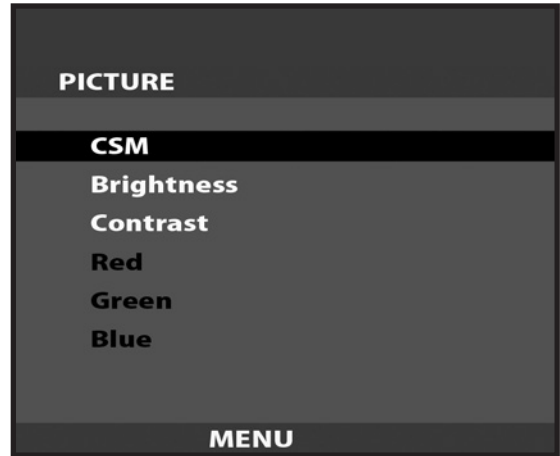 PICTURE
CSM
Brightness
Contrast
Red
Green
Blue
MENU